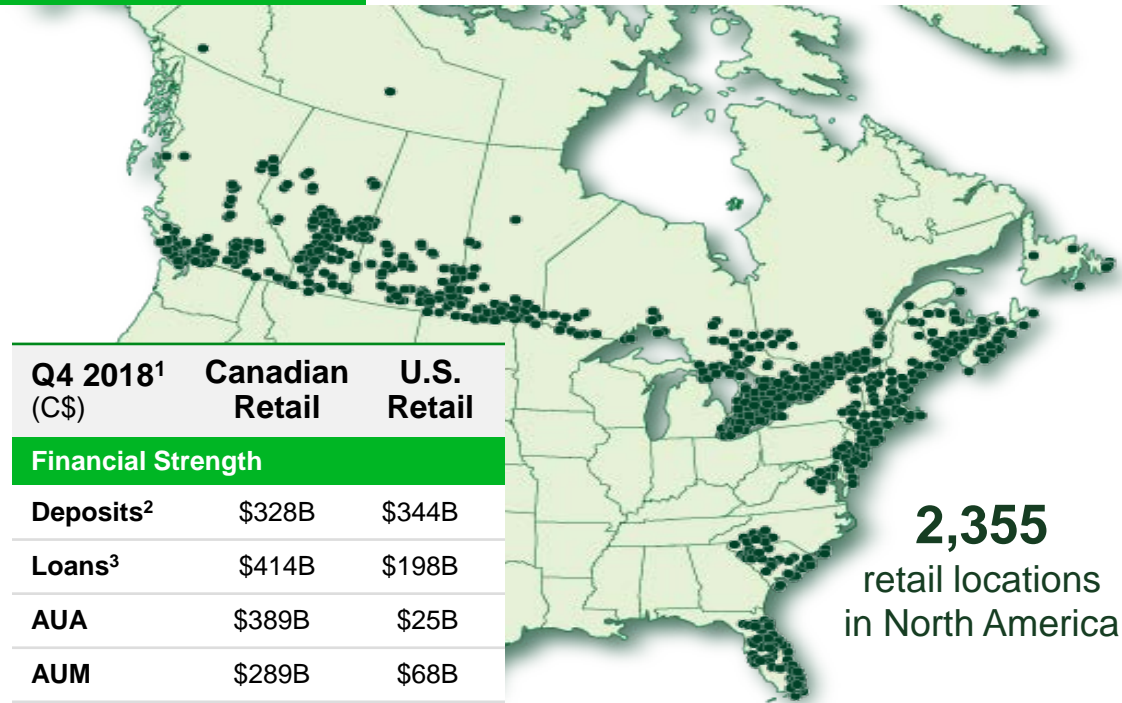 Q4 2018¹ Canadian U.S.
(C$) Retail Retail
Financial Strength
Deposits² $328B $344B
Loans³ $414B $198B
AUA $389B $25B
AUM $289B $68B
2,355
retail locations
in North America